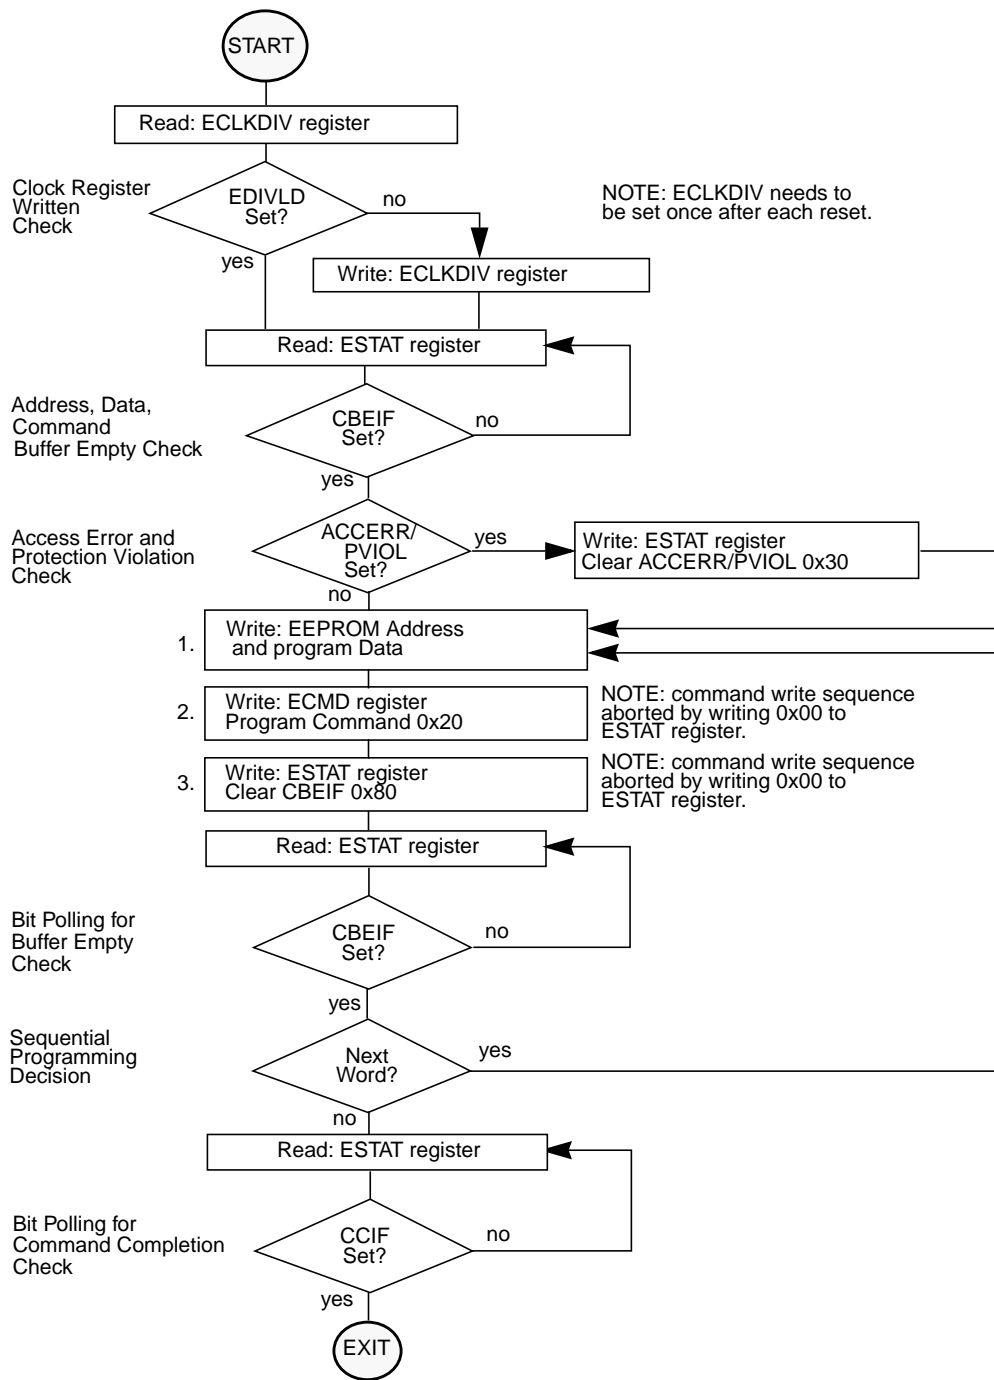 START
Read: ECLKDIV register
Clock Register
Written
Check
EDIVLD
Set?
no
yes
NOTE: ECLKDIV needs to
be set once after each reset.
Write: ECLKDIV register
Read: ESTAT register
Address, Data,
Command
Buffer Empty Check
CBEIF
Set?
no
yes
Access Error and
Protection Violation
Check
ACCERR/
PVIOL
Set?
yes
no
Write: ESTAT register
Clear ACCERR/PVIOL 0x30
1.
Write: EEPROM Address
and program Data
2.
Write: ECMD register
Program Command 0x20
NOTE: command write sequence
aborted by writing 0x00 to
ESTAT register.
3.
Write: ESTAT register
Clear CBEIF 0x80
NOTE: command write sequence
aborted by writing 0x00 to
ESTAT register.
Read: ESTAT register
Bit Polling for
Buffer Empty
Check
CBEIF
Set?
no
yes
Sequential
Programming
Decision
Next
Word?
yes
no
Read: ESTAT register
Bit Polling for
Command Completion
Check
CCIF
Set?
no
yes
EXIT